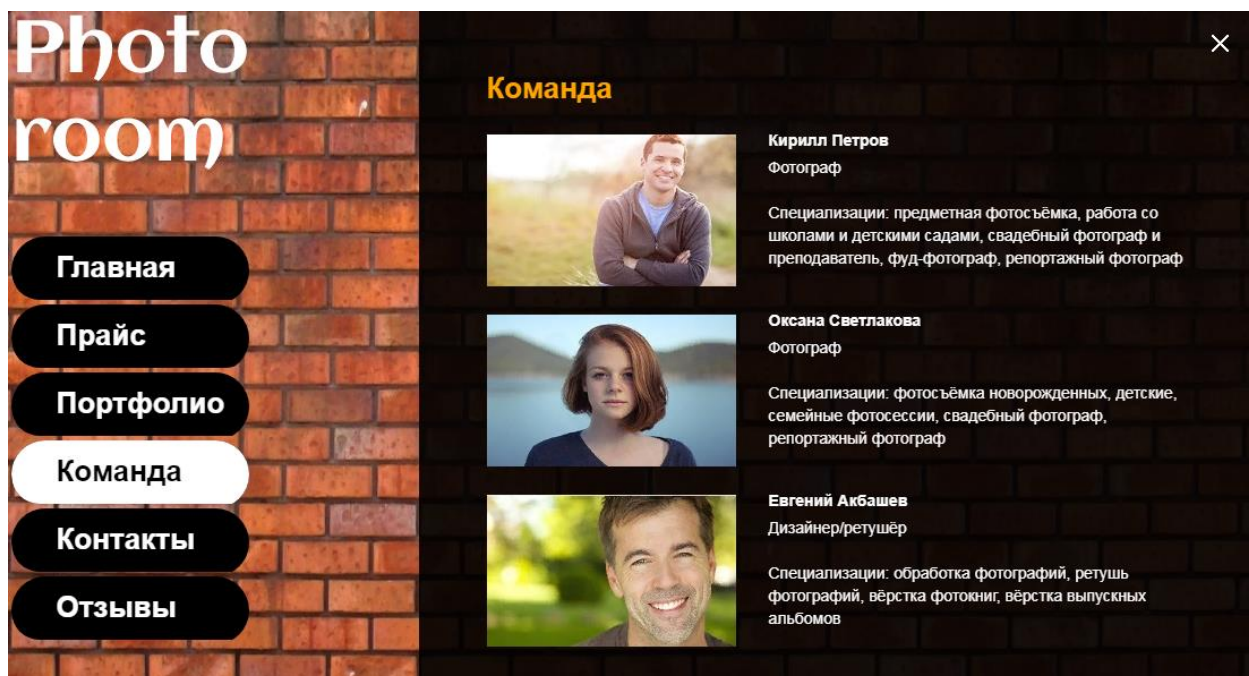 Photo
room
Главная
Прайс
Портфолио
Команда
Контакты
Отзывы
Команда
Кирилл Петров
Фотограф
Специализации: предметная фотосъёмка, работа со
школами и детскими садами, свадебный фотограф и
преподаватель, фуд-фотограф, репортажный фотограф
Оксана Светлакова
Фотограф
Специализации: фотосъёмка новорожденных, детские,
семейные фотосессии, свадебный фотограф,
репортажный фотограф
Евгений Акбашев
Дизайнер/ретушёр
Специализации: обработка фотографий, ретушь
фотографий, вёрстка фотокниг, вёрстка выпускных
альбомов